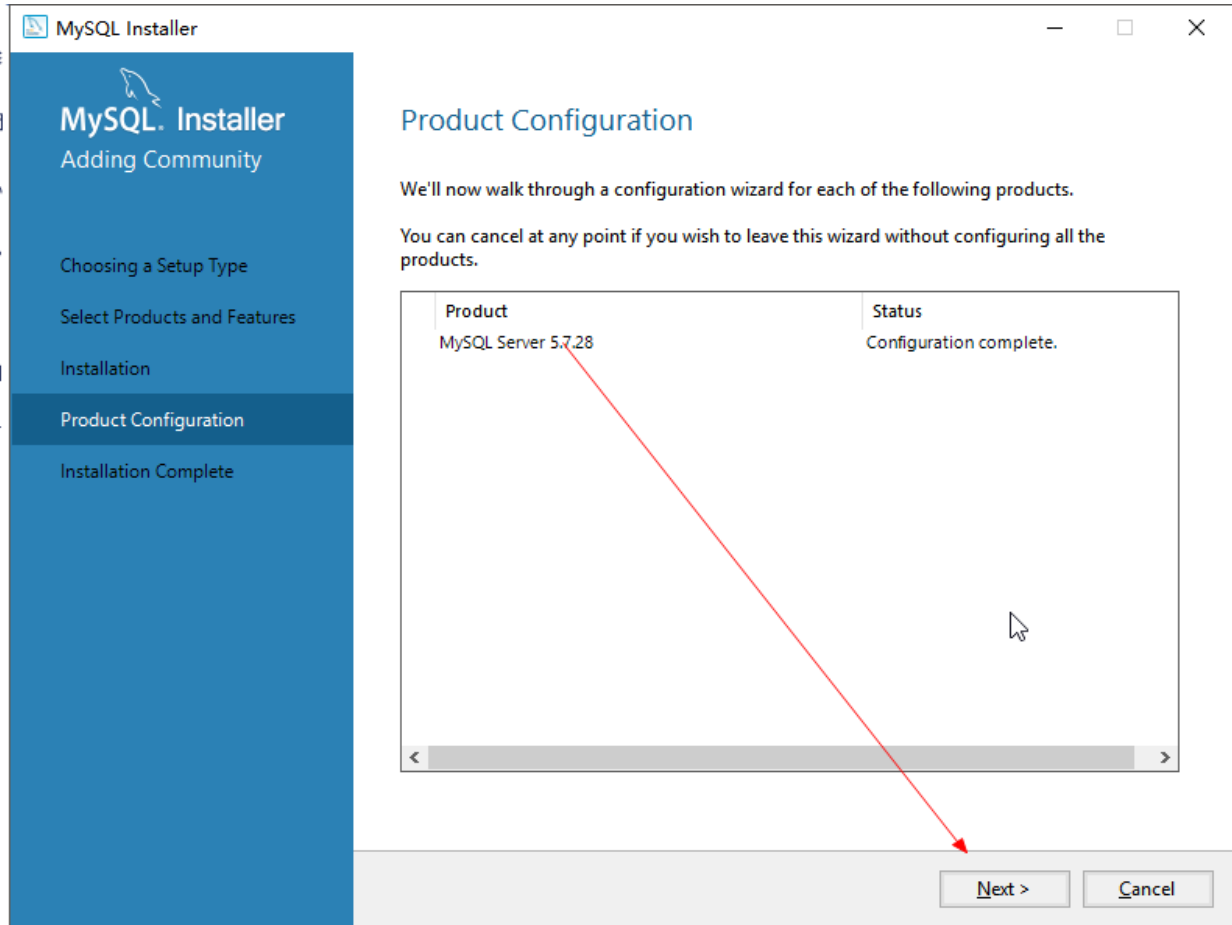 MySQL Installer
MySQL. Installer
Adding Community
Choosing a Setup Type
Select Products and Features
Installation
Product Configuration
Installation Complete
Product Configuration
We'll now walk through a configuration wizard for each of the following products.
You can cancel at any point if you wish to leave this wizard without configuring all the
products.
Product Status
MySQL Server 5.7.28 Configuration complete.
Next > Cancel